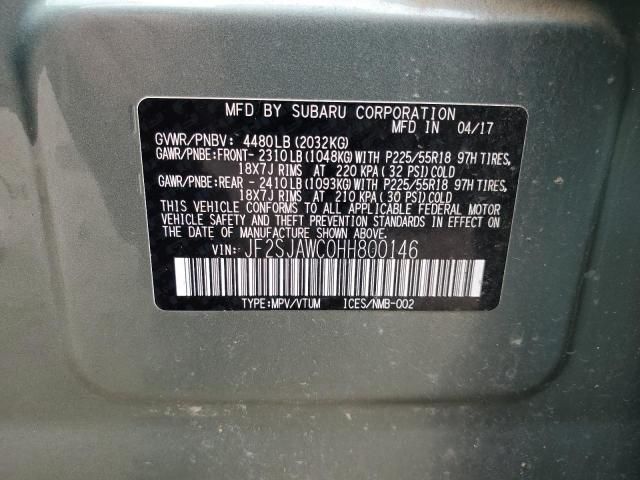 MFD BY SUBARU CORPORATION
MFD IN 04/17
GVWR/PNBV: 4480LB (2032KG)
GAWR/PNBE:FRONT-2310LB(1048KG)WITH P225/55R18 97H TIRES,
18X7J RIMS AT 220 KPA( 32 PSI)COLD
GAWR/PNBE:REAR -2410LB(1093KG)WITH P225/55R18 97H TIRES,
18X7J RIMS AT 210 KPA( 30 PSI)COLD
THIS VEHICLE CONFORMS TO ALL APPLICABLE FEDERAL MOTOR
VEHICLE SAFETY AND THEFT PREVENTION STANDARDS IN EFFECT ON
THE DATE OF MANUFACTURE SHOWN ABOVE.
VIN: JF2SJAWC0HH800146
TYPE:MPV/VTUM ICES/NMB-002